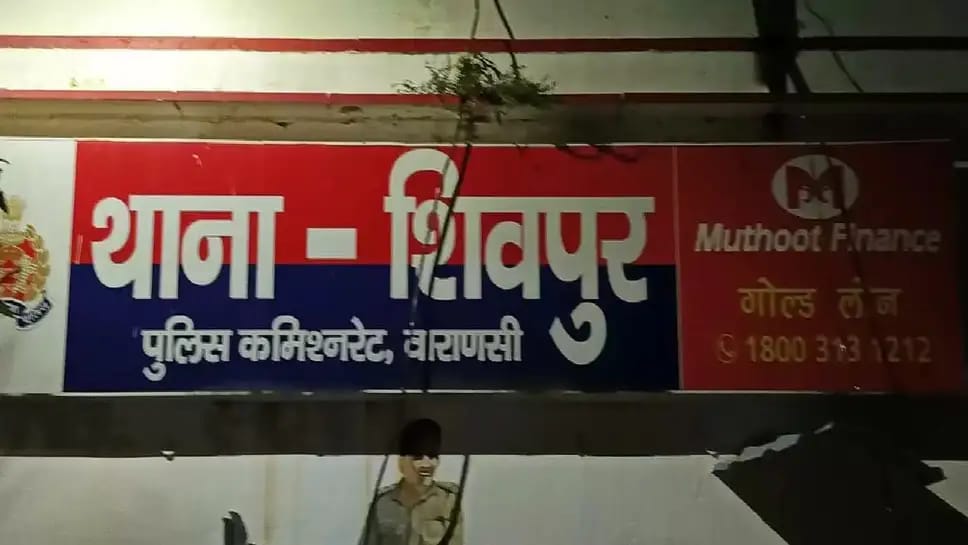 थाना - शिवपुर
पुलिस कमिश्नरेट, वाराणसी
Muthoot Finance
गोल्ड लोन
1800 313 1212